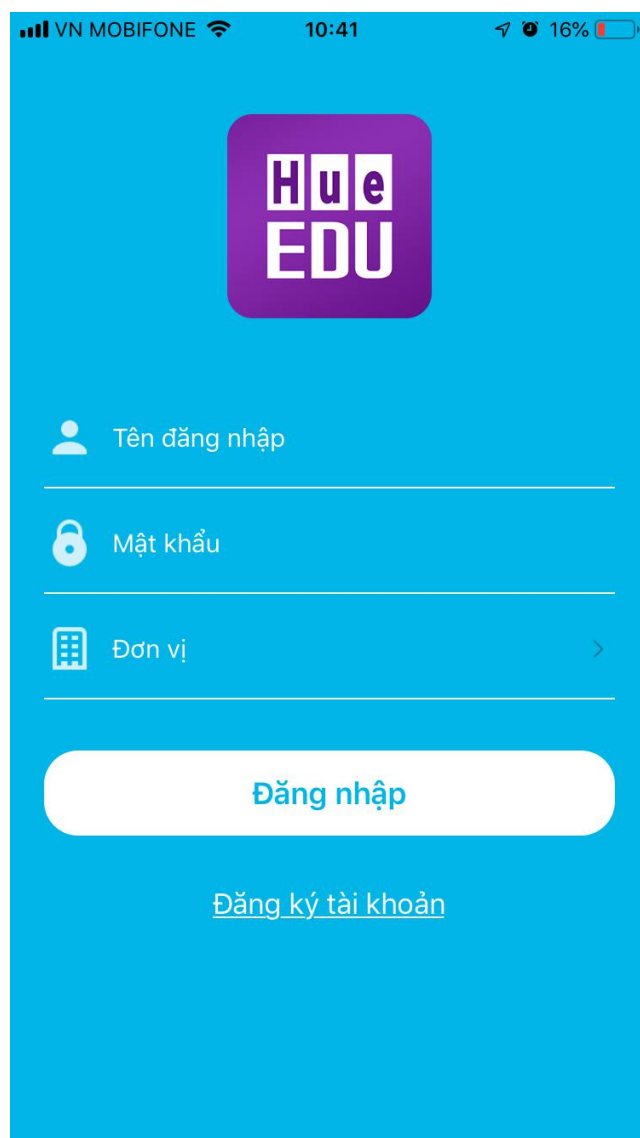 VN MOBIFONE 10:41 16%
Hue
EDU
Tên đăng nhập
Mật khẩu
Đơn vị
Đăng nhập
Đăng ký tài khoản